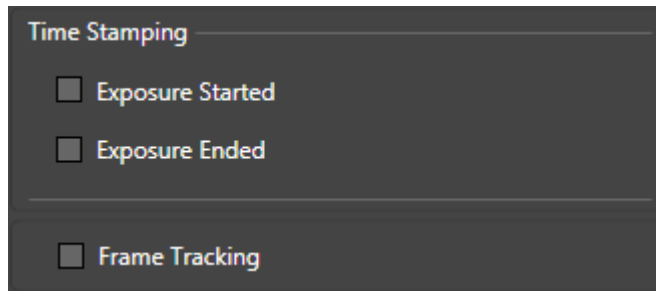 Time Stamping
Exposure Started
Exposure Ended
Frame Tracking